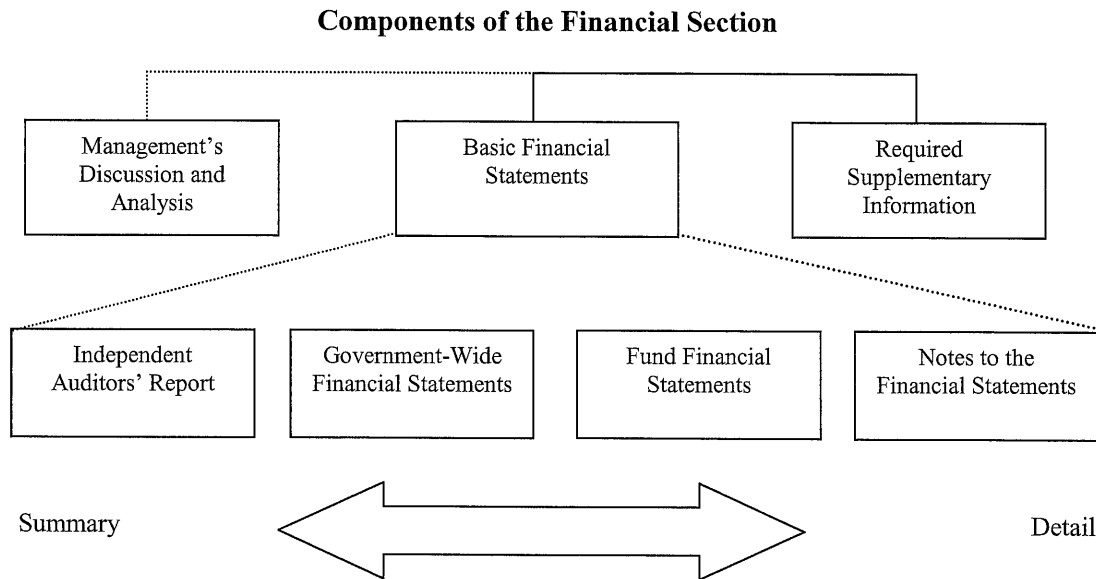 Components of the Financial Section
Management’s
Discussion and
Analysis
Basic Financial
Statements
Required
Supplementary
Information
Independent
Auditors’ Report
Government-Wide
Financial Statements
Fund Financial
Statements
Notes to the
Financial Statements
Summary
Detail